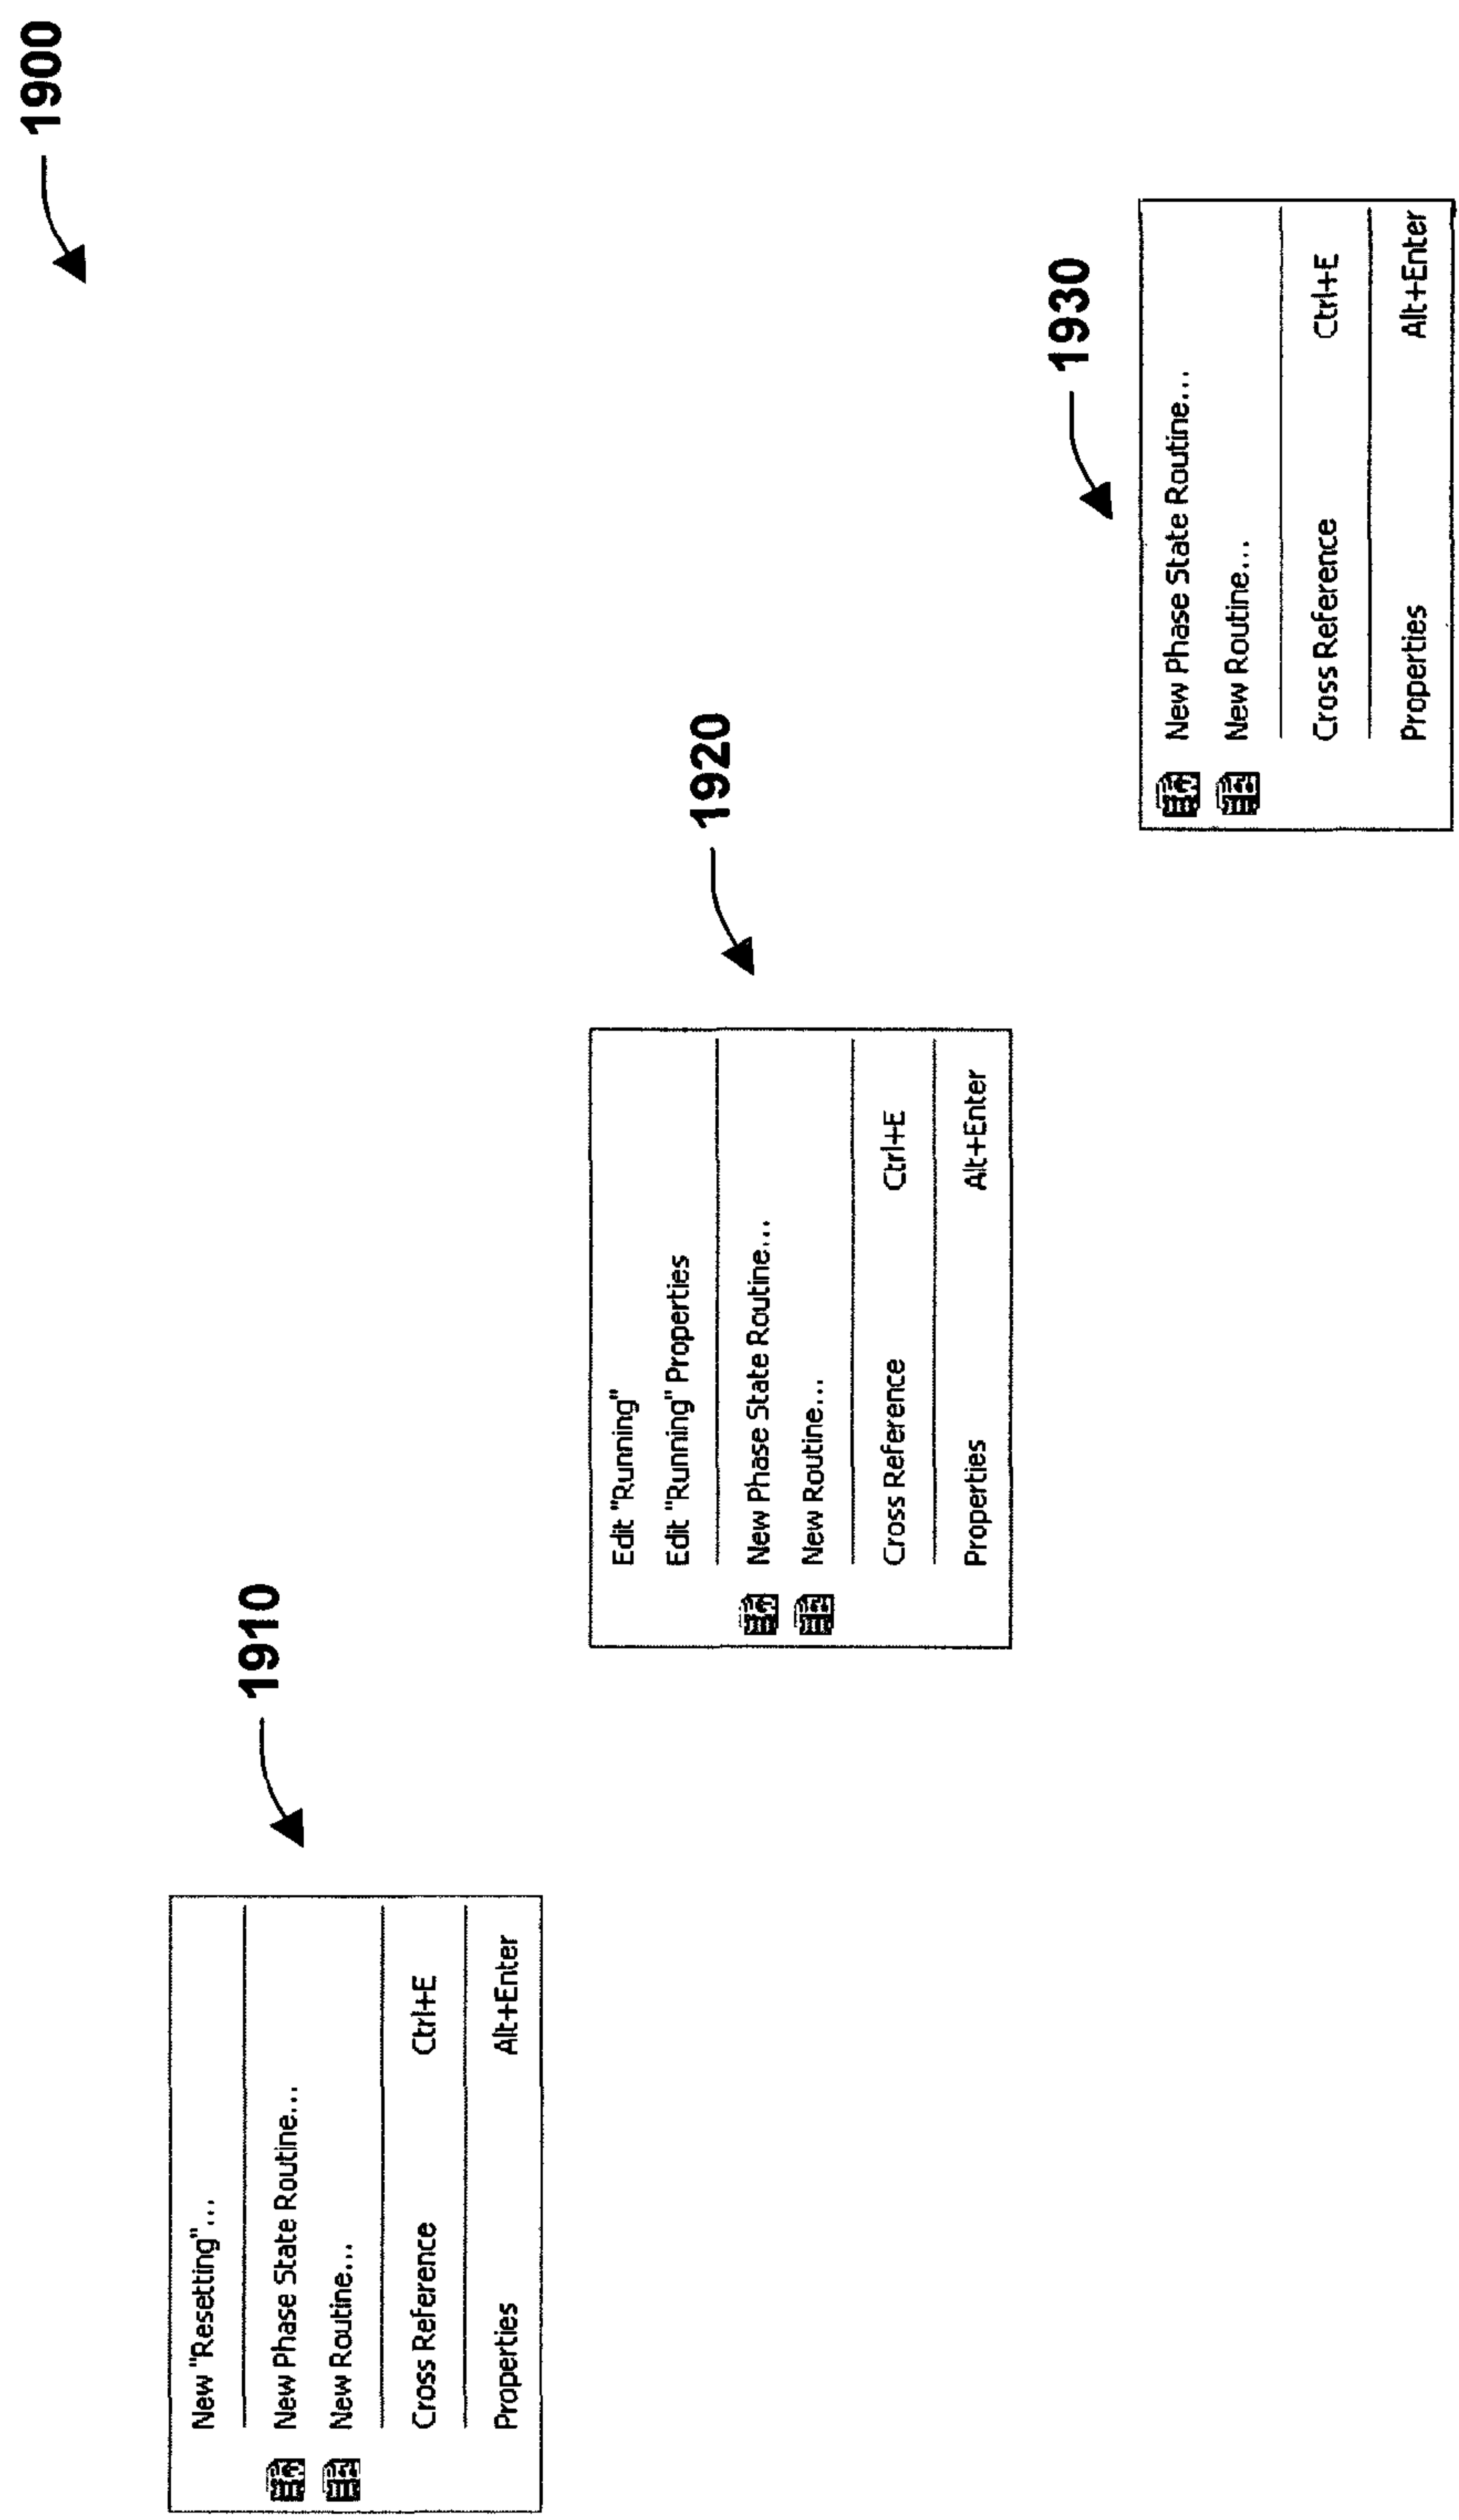 1900
1910
New "Resetting"...
New Phase State Routine...
New Routine...
Cross Reference Ctrl+E
Properties Alt+Enter
1920
Edit "Running"
Edit "Running" Properties
New Phase State Routine...
New Routine...
Cross Reference Ctrl+E
Properties Alt+Enter
1930
New Phase State Routine...
New Routine...
Cross Reference Ctrl+E
Properties Alt+Enter